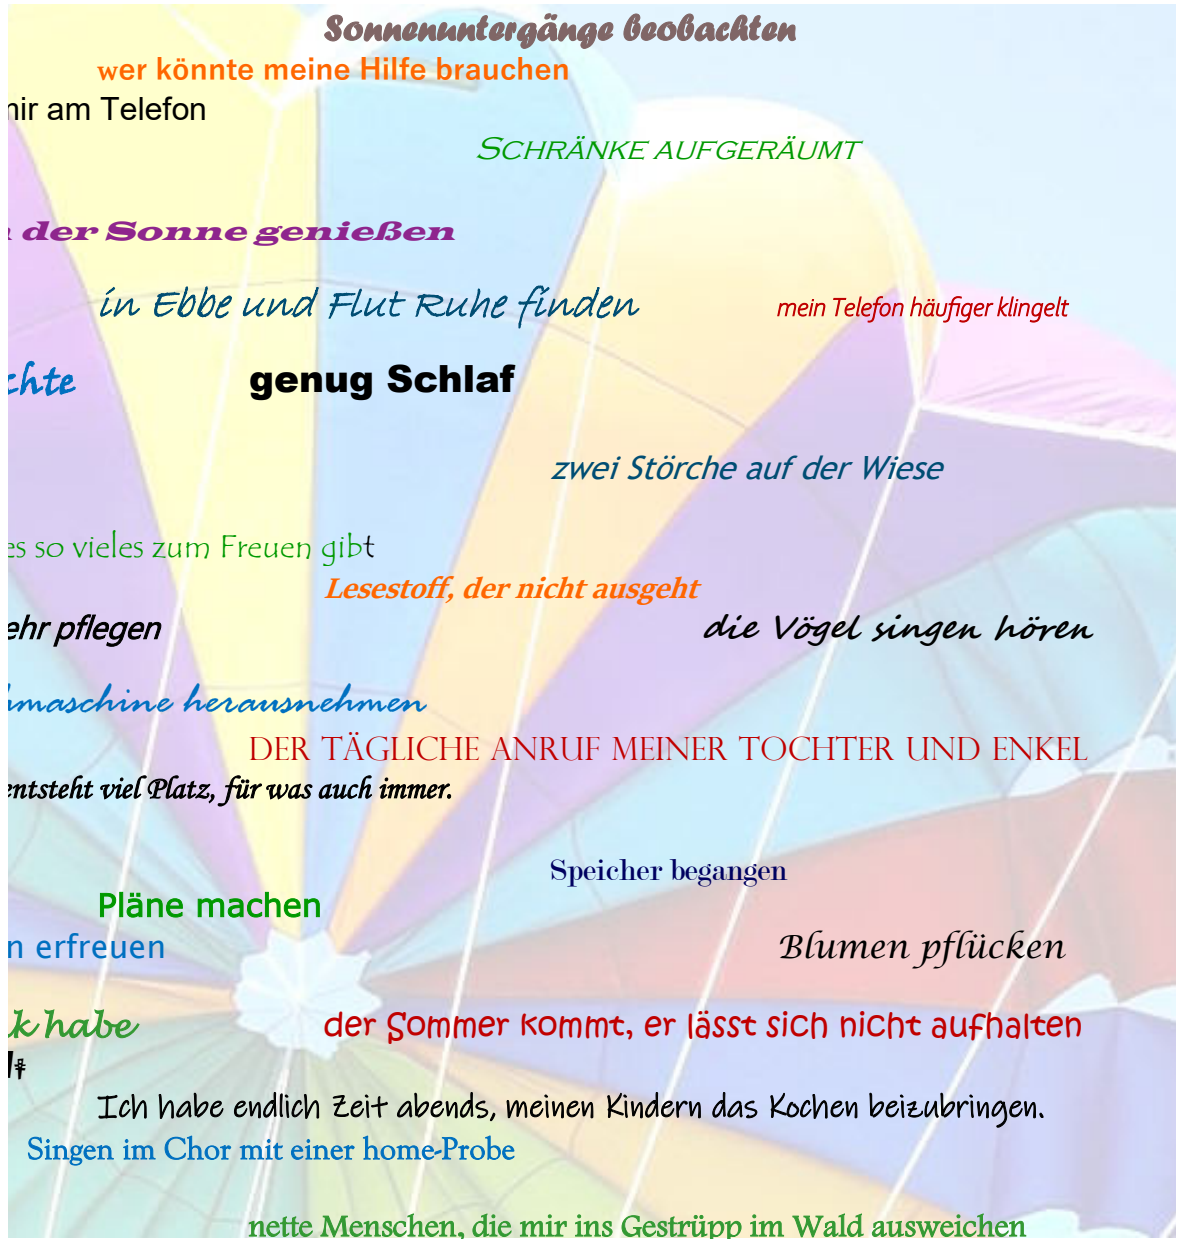 Sonnenuntergänge beobachten
wer könnte meine Hilfe brauchen
mir am Telefon
SCHRÄNKE AUFGERÄUMT
der Sonne genießen
in Ebbe und Flut Ruhe finden mein Telefon häufiger klingelt
chte genug Schlaf
zwei Störche auf der Wiese
es so vieles zum Freuen gibt
Lesestoff, der nicht ausgeht
ehr pflegen die Vögel singen hören
hmaschine herausnehmen
DER TÄGLICHE ANRUF MEINER TOCHTER UND ENKEL
entsteht viel Platz, für was auch immer.
Speicher begangen
Pläne machen
n erfreuen Blumen pflücken
k habe der Sommer kommt, er lässt sich nicht aufhalten
Ich habe endlich Zeit abends, meinen Kindern das Kochen beizubringen.
Singen im Chor mit einer home-Probe
nette Menschen, die mir ins Gestrüpp im Wald ausweichen